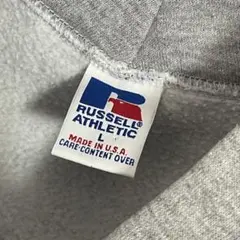 RUSSELL
ATHLETIC
L
MADE IN U.S.A.
CARE·CONTENT OVER